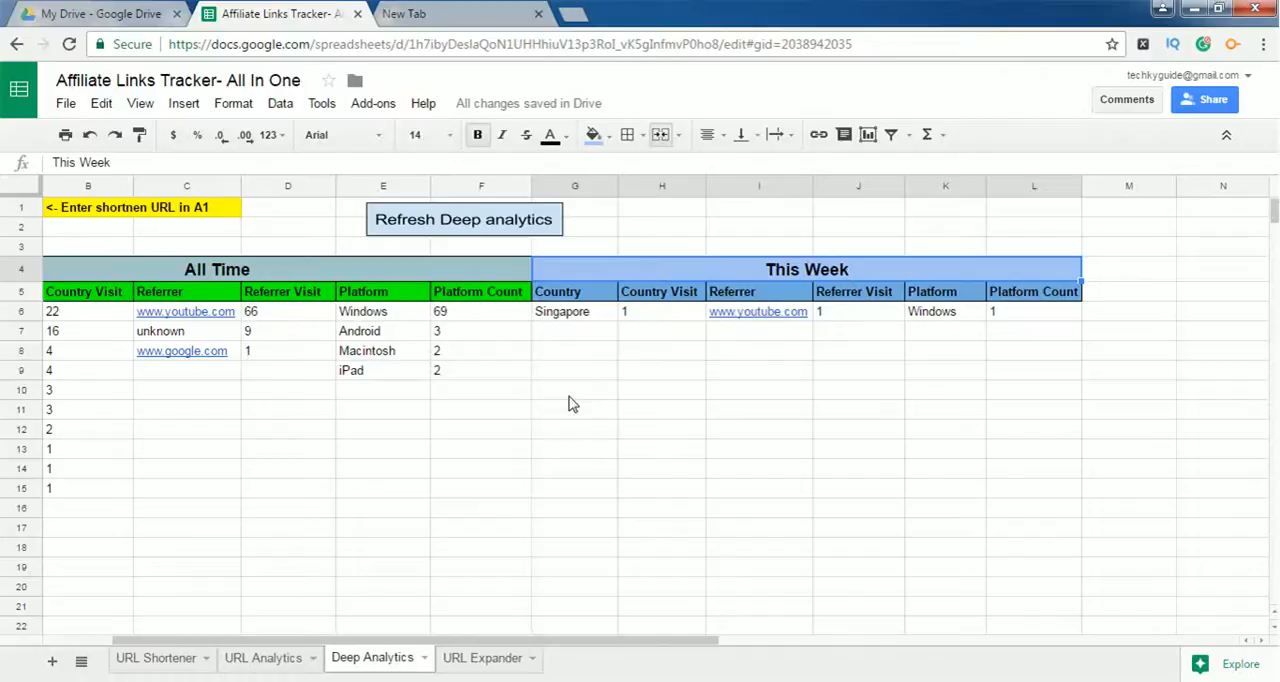 My Drive - Google Drive
Affiliate Links Tracker- A
New Tab
Secure
https://docs.google.com/spreadsheets/d/1h7ibyDeslaQoN1UHHhiuV13p3RoI_vK5gInfmvP0ho8/edit#gid=2038942035
Affiliate Links Tracker- All In One
techkyguide@gmail.com
File Edit View Insert Format Data Tools Add-ons Help All changes saved in Drive
Comments
Share
$ % .0 .00 123 Arial 14 B I S A Σ
fx This Week
B C D E F G H I J K L M N
1 <- Enter shortnen URL in A1
Refresh Deep analytics
2
3
4 All Time This Week
5 Country Visit Referrer Referrer Visit Platform Platform Count Country Country Visit Referrer Referrer Visit Platform Platform Count
6 22 www.youtube.com 66 Windows 69 Singapore 1 www.youtube.com 1 Windows 1
7 16 unknown 9 Android 3
8 4 www.google.com 1 Macintosh 2
9 4 iPad 2
10 3
11 3
12 2
13 1
14 1
15 1
16
17
18
19
20
21
22
URL Shortener URL Analytics Deep Analytics URL Expander
Explore